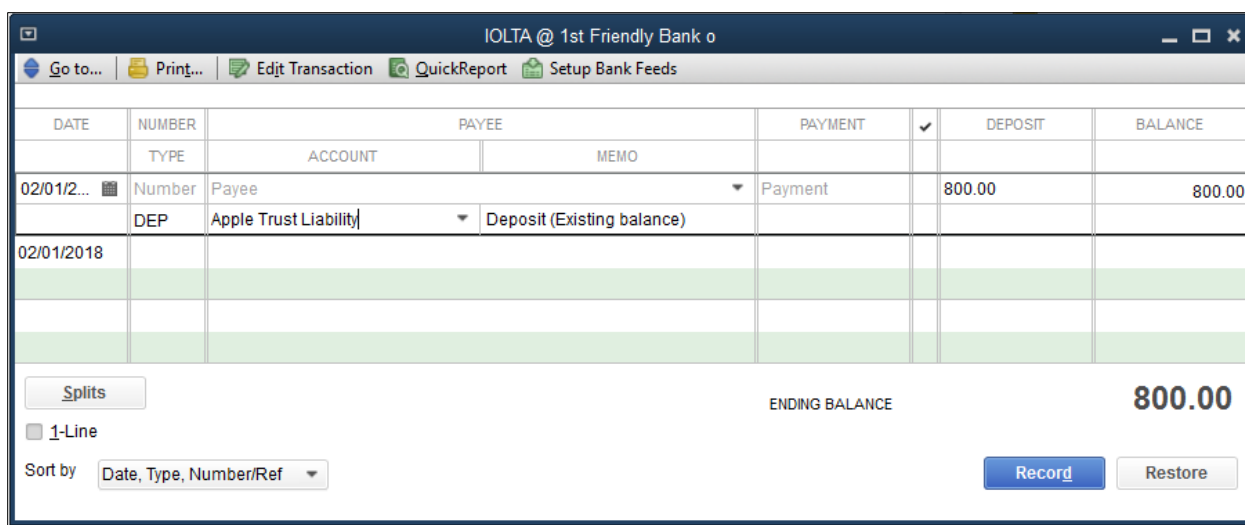 IOLTA @ 1st Friendly Bank o
Go to... Print... Edit Transaction QuickReport Setup Bank Feeds
DATE NUMBER PAYEE PAYMENT ✓ DEPOSIT BALANCE
TYPE ACCOUNT MEMO
02/01/2... Number Payee Payment 800.00 800.00
DEP Apple Trust Liability Deposit (Existing balance)
02/01/2018
Splits
ENDING BALANCE 800.00
1-Line
Sort by Date, Type, Number/Ref Record Restore